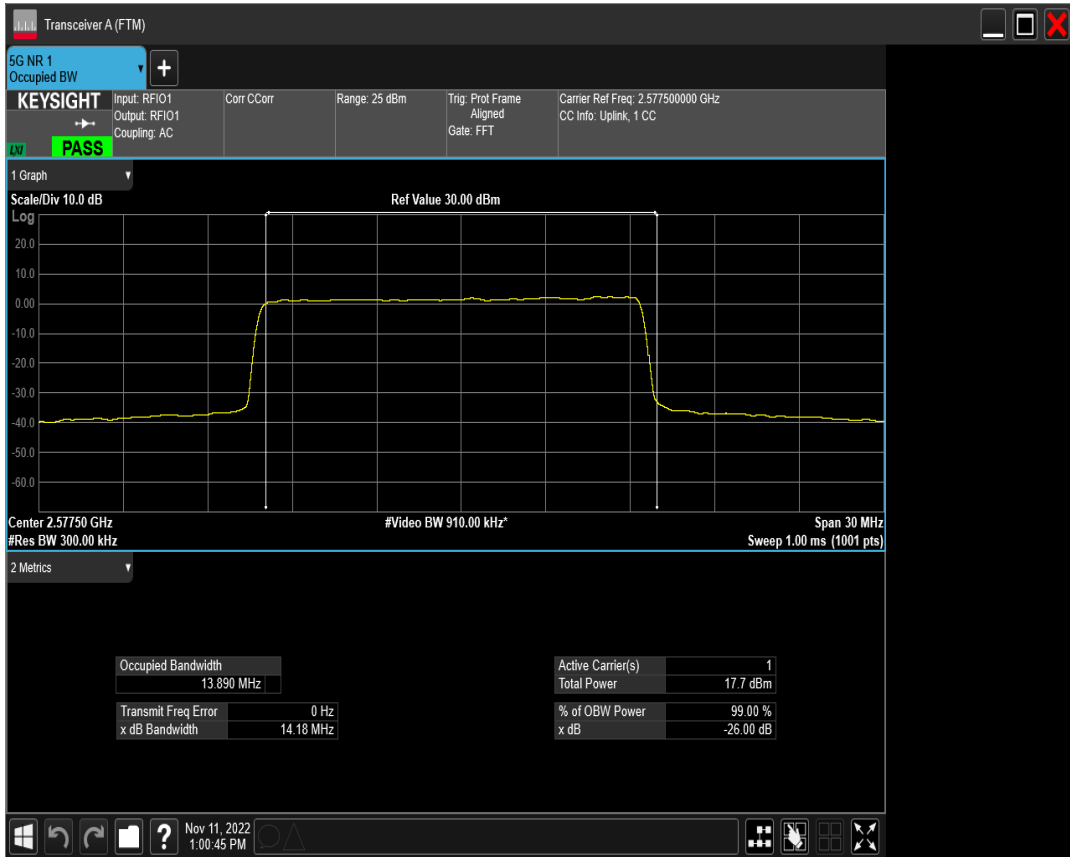 Transceiver A (FTM)
5G NR 1
Occupied BW
+
KEYSIGHT
LXI
PASS
Input: RFIO1
Output: RFIO1
Coupling: AC
Corr CCorr
Range: 25 dBm
Trig: Prot Frame
Aligned
Gate: FFT
Carrier Ref Freq: 2.577500000 GHz
CC Info: Uplink, 1 CC
1 Graph
Scale/Div 10.0 dB
Ref Value 30.00 dBm
Log
20.0
10.0
0.00
-10.0
-20.0
-30.0
-40.0
-50.0
-60.0
Center 2.57750 GHz
#Video BW 910.00 kHz*
Span 30 MHz
#Res BW 300.00 kHz
Sweep 1.00 ms (1001 pts)
2 Metrics
Occupied Bandwidth
13.890 MHz
Transmit Freq Error 0 Hz
x dB Bandwidth 14.18 MHz
Active Carrier(s) 1
Total Power 17.7 dBm
% of OBW Power 99.00 %
x dB -26.00 dB
?
Nov 11, 2022
1:00:45 PM